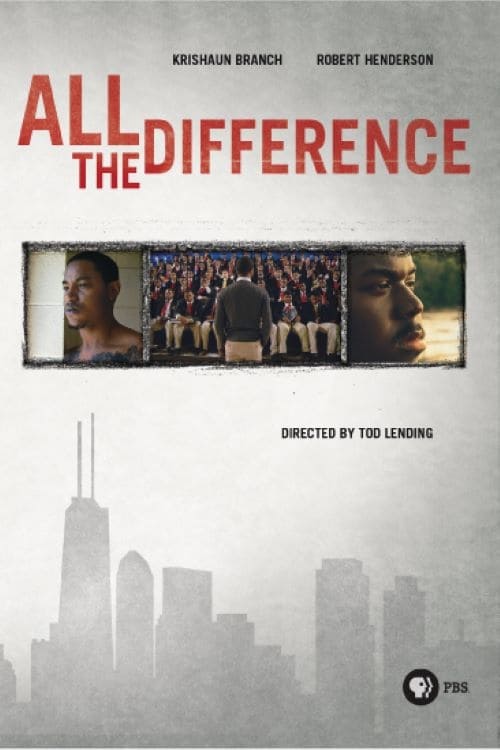 KRISHAUN BRANCH ROBERT HENDERSON
ALL
THE DIFFERENCE
DIRECTED BY TOD LENDING
PBS